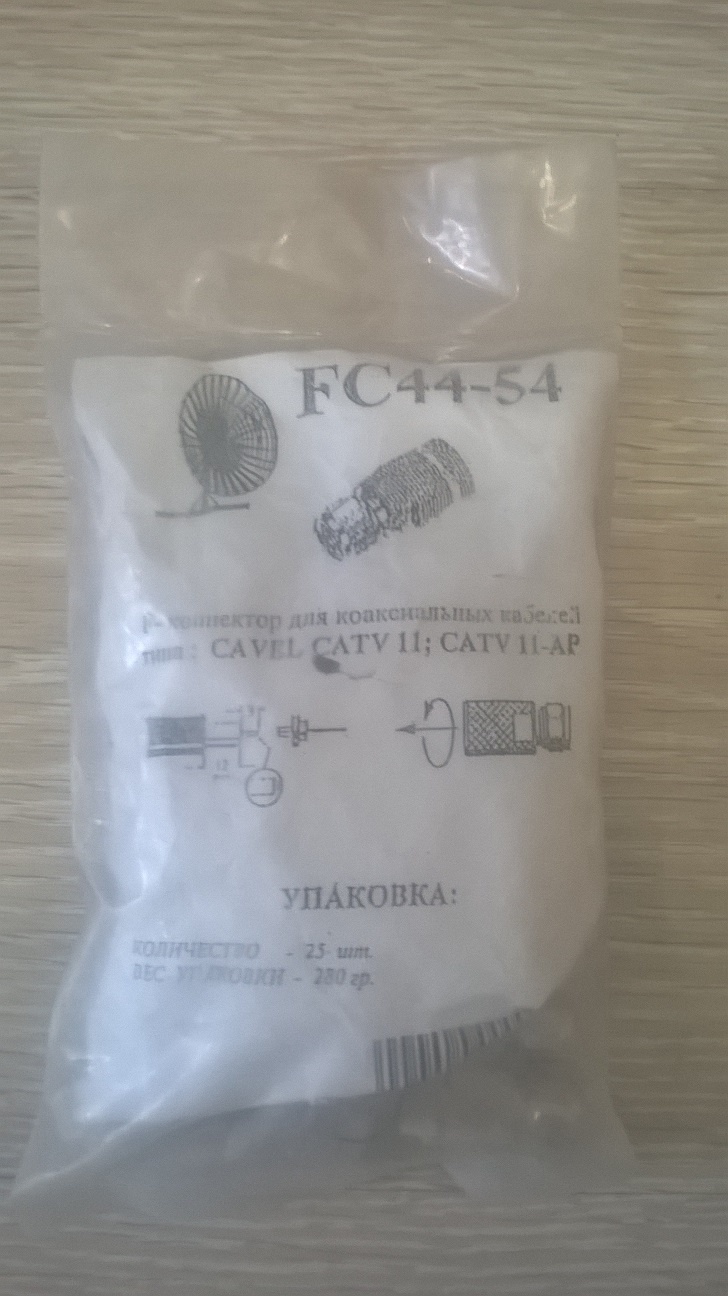 FC44-54
F-коннектор для коаксиальных кабелей
типа : CAVEL CATV 11; CATV 11-AP
12
УПАКОВКА:
КОЛИЧЕСТВО - 25 шт.
ВЕС УПАКОВКИ - 280 гр.